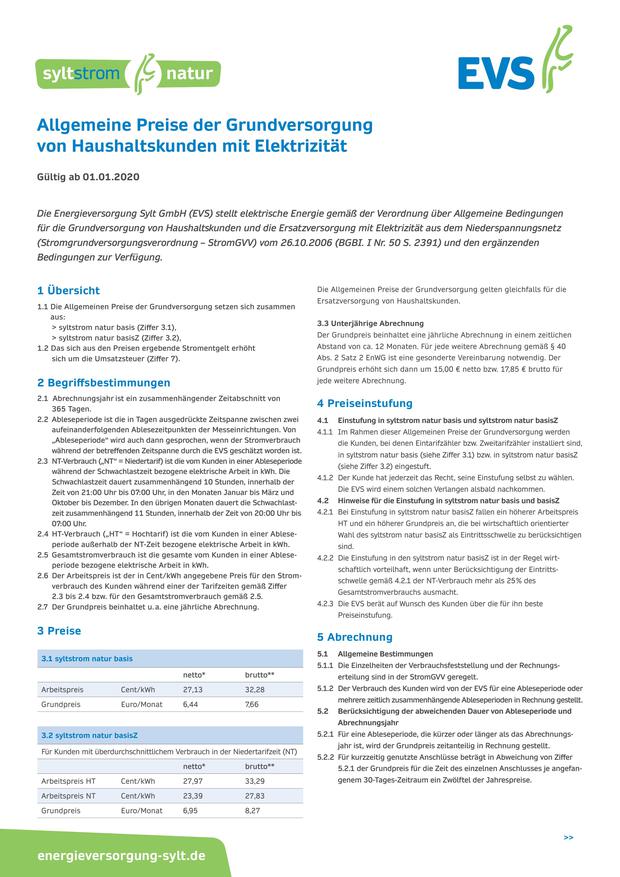 syltstrom natur
EVS
Allgemeine Preise der Grundversorgung
von Haushaltskunden mit Elektrizität
Gültig ab 01.01.2020
Die Energieversorgung Sylt GmbH (EVS) stellt elektrische Energie gemäß der Verordnung über Allgemeine Bedingungen
für die Grundversorgung von Haushaltskunden und die Ersatzversorgung mit Elektrizität aus dem Niederspannungsnetz
(Stromgrundversorgungsverordnung – StromGVV) vom 26.10.2006 (BGBI. I Nr. 50 S. 2391) und den ergänzenden
Bedingungen zur Verfügung.
1 Übersicht
1.1 Die Allgemeinen Preise der Grundversorgung setzen sich zusammen
aus:
> syltstrom natur basis (Ziffer 3.1),
> syltstrom natur basisZ (Ziffer 3.2),
1.2 Das sich aus den Preisen ergebende Stromentgelt erhöht
sich um die Umsatzsteuer (Ziffer 7).
2 Begriffsbestimmungen
2.1 Abrechnungsjahr ist ein zusammenhängender Zeitabschnitt von
365 Tagen.
2.2 Ableseperiode ist die in Tagen ausgedrückte Zeitspanne zwischen zwei
aufeinanderfolgenden Ablesezeitpunkten der Messeinrichtungen. Von
„Ableseperiode" wird auch dann gesprochen, wenn der Stromverbrauch
während der betreffenden Zeitspanne durch die EVS geschätzt worden ist.
2.3 NT-Verbrauch („NT" = Niedertarif) ist die vom Kunden in einer Ableseperiode
während der Schwachlastzeit bezogene elektrische Arbeit in kWh. Die
Schwachlastzeit dauert zusammenhängend 10 Stunden, innerhalb der
Zeit von 21:00 Uhr bis 07:00 Uhr, in den Monaten Januar bis März und
Oktober bis Dezember. In den übrigen Monaten dauert die Schwachlast-
zeit zusammenhängend 11 Stunden, innerhalb der Zeit von 20:00 Uhr bis
07:00 Uhr.
2.4 HT-Verbrauch („HT" = Hochtarif) ist die vom Kunden in einer Ablese-
periode außerhalb der NT-Zeit bezogene elektrische Arbeit in kWh.
2.5 Gesamtstromverbrauch ist die gesamte vom Kunden in einer Ablese-
periode bezogene elektrische Arbeit in kWh.
2.6 Der Arbeitspreis ist der in Cent/kWh angegebene Preis für den Strom-
verbrauch des Kunden während einer der Tarifzeiten gemäß Ziffer
2.3 bis 2.4 bzw. für den Gesamtstromverbrauch gemäß 2.5.
2.7 Der Grundpreis beinhaltet u. a. eine jährliche Abrechnung.
3 Preise
3.1 syltstrom natur basis
netto* brutto**
Arbeitspreis Cent/kWh 27,13 32,28
Grundpreis Euro/Monat 6,44 7,66
3.2 syltstrom natur basisZ
Für Kunden mit überdurchschnittlichem Verbrauch in der Niedertarifzeit (NT)
netto* brutto**
Arbeitspreis HT Cent/kWh 27,97 33,29
Arbeitspreis NT Cent/kWh 23,39 27,83
Grundpreis Euro/Monat 6,95 8,27
Die Allgemeinen Preise der Grundversorgung gelten gleichfalls für die
Ersatzversorgung von Haushaltskunden.
3.3 Unterjährige Abrechnung
Der Grundpreis beinhaltet eine jährliche Abrechnung in einem zeitlichen
Abstand von ca. 12 Monaten. Für jede weitere Abrechnung gemäß § 40
Abs. 2 Satz 2 EnWG ist eine gesonderte Vereinbarung notwendig. Der
Grundpreis erhöht sich dann um 15,00 € netto bzw. 17,85 € brutto für
jede weitere Abrechnung.
4 Preiseinstufung
4.1 Einstufung in syltstrom natur basis und syltstrom natur basisZ
4.1.1 Im Rahmen dieser Allgemeinen Preise der Grundversorgung werden
die Kunden, bei denen Eintarifzähler bzw. Zweitarifzähler installiert sind,
in syltstrom natur basis (siehe Ziffer 3.1) bzw. in syltstrom natur basisZ
(siehe Ziffer 3.2) eingestuft.
4.1.2 Der Kunde hat jederzeit das Recht, seine Einstufung selbst zu wählen.
Die EVS wird einem solchen Verlangen alsbald nachkommen.
4.2 Hinweise für die Einstufung in syltstrom natur basis und basisZ
4.2.1 Bei Einstufung in syltstrom natur basisZ fallen ein höherer Arbeitspreis
HT und ein höherer Grundpreis an, die bei wirtschaftlich orientierter
Wahl des syltstrom natur basisZ als Eintrittsschwelle zu berücksichtigen
sind.
4.2.2 Die Einstufung in den syltstrom natur basisZ ist in der Regel wirt-
schaftlich vorteilhaft, wenn unter Berücksichtigung der Eintritts-
schwelle gemäß 4.2.1 der NT-Verbrauch mehr als 25% des
Gesamtstromverbrauchs ausmacht.
4.2.3 Die EVS berät auf Wunsch des Kunden über die für ihn beste
Preiseinstufung.
5 Abrechnung
5.1 Allgemeine Bestimmungen
5.1.1 Die Einzelheiten der Verbrauchsfeststellung und der Rechnungs-
erteilung sind in der StromGVV geregelt.
5.1.2 Der Verbrauch des Kunden wird von der EVS für eine Ableseperiode oder
mehrere zeitlich zusammenhängende Ableseperioden in Rechnung gestellt.
5.2 Berücksichtigung der abweichenden Dauer von Ableseperiode und
Abrechnungsjahr
5.2.1 Für eine Ableseperiode, die kürzer oder länger als das Abrechnungs-
jahr ist, wird der Grundpreis zeitanteilig in Rechnung gestellt.
5.2.2 Für kurzzeitig genutzte Anschlüsse beträgt in Abweichung von Ziffer
5.2.1 der Grundpreis für die Zeit des einzelnen Anschlusses je angefan-
genem 30-Tages-Zeitraum ein Zwölftel der Jahrespreise.
>>
energieversorgung-sylt.de